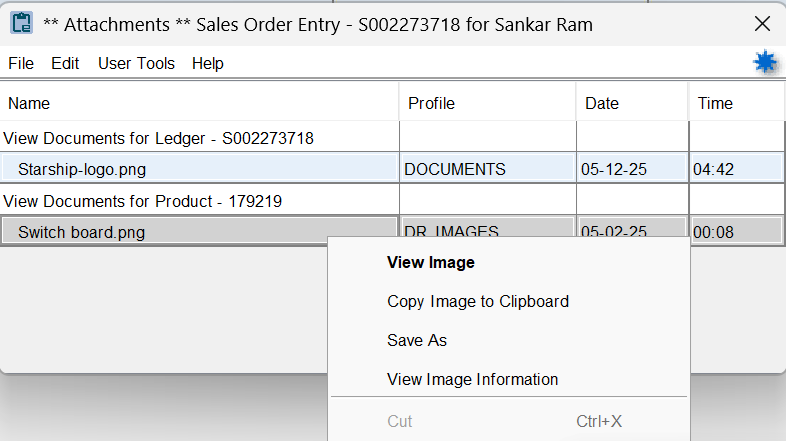 ** Attachments ** Sales Order Entry - S002273718 for Sankar Ram
File Edit User Tools Help
Name Profile Date Time
View Documents for Ledger - S002273718
Starship-logo.png DOCUMENTS 05-12-25 04:42
View Documents for Product - 179219
Switch board.png DR_IMAGES 05-02-25 00:08
View Image
Copy Image to Clipboard
Save As
View Image Information
Cut Ctrl+X